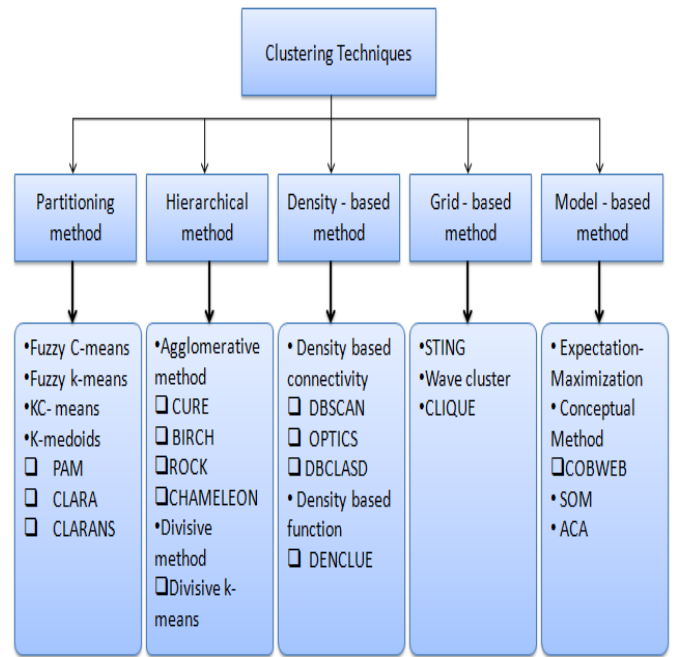 Clustering Techniques
Partitioning
method
Hierarchical
method
Density - based
method
Grid - based
method
Model - based
method
•Fuzzy C-means
•Fuzzy k-means
•KC- means
•K-medoids
❑ PAM
❑ CLARA
❑ CLARANS
•Agglomerative
method
❑ CURE
❑ BIRCH
❑ROCK
❑CHAMELEON
•Divisive
method
❑Divisive k-
means
• Density based
connectivity
❑ DBSCAN
❑ OPTICS
❑DBCLASD
• Density based
function
❑ DENCLUE
•STING
•Wave cluster
•CLIQUE
• Expectation-
Maximization
• Conceptual
Method
❑COBWEB
• SOM
• ACA